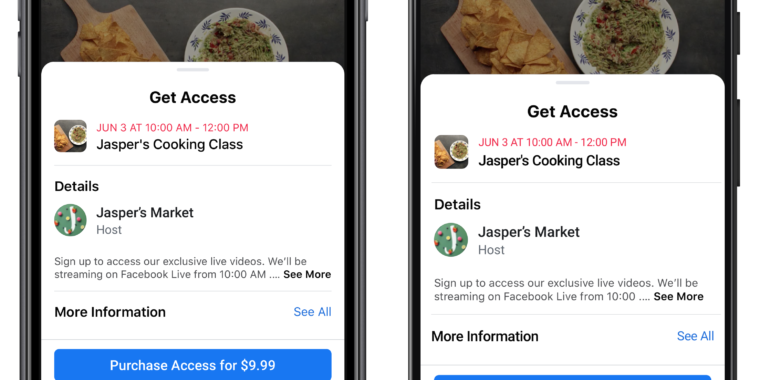 Get Access
JUN 3 AT 10:00 AM - 12:00 PM
Jasper's Cooking Class
Details
Jasper's Market
Host
Sign up to access our exclusive live videos. We'll be
streaming on Facebook Live from 10:00 AM .... See More
More Information See All
Purchase Access for $9.99
Get Access
JUN 3 AT 10:00 AM - 12:00 PM
Jasper's Cooking Class
Details
Jasper's Market
Host
Sign up to access our exclusive live videos. We'll be
streaming on Facebook Live from 10:00 .... See More
More Information See All